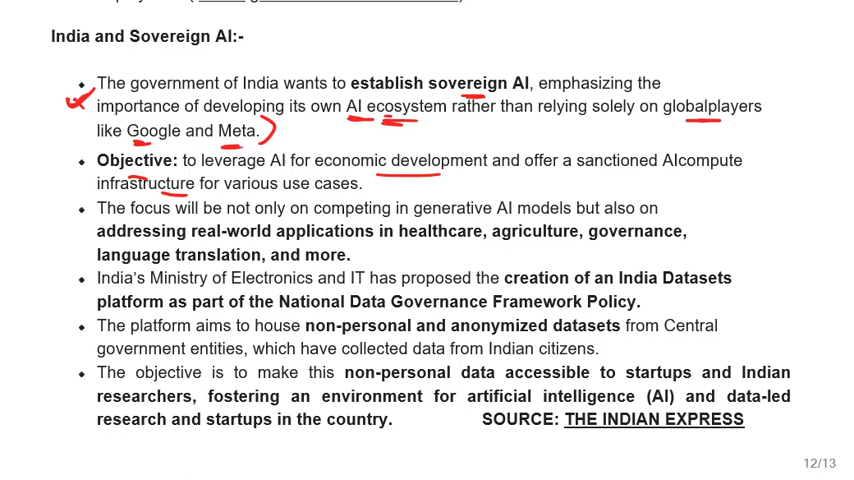 India and Sovereign AI:-
The government of India wants to establish sovereign AI, emphasizing the
importance of developing its own AI ecosystem rather than relying solely on globalplayers
like Google and Meta.
Objective: to leverage AI for economic development and offer a sanctioned AIcompute
infrastructure for various use cases.
The focus will be not only on competing in generative AI models but also on
addressing real-world applications in healthcare, agriculture, governance,
language translation, and more.
India's Ministry of Electronics and IT has proposed the creation of an India Datasets
platform as part of the National Data Governance Framework Policy.
The platform aims to house non-personal and anonymized datasets from Central
government entities, which have collected data from Indian citizens.
The objective is to make this non-personal data accessible to startups and Indian
researchers, fostering an environment for artificial intelligence (AI) and data-led
research and startups in the country. SOURCE: THE INDIAN EXPRESS
12/13